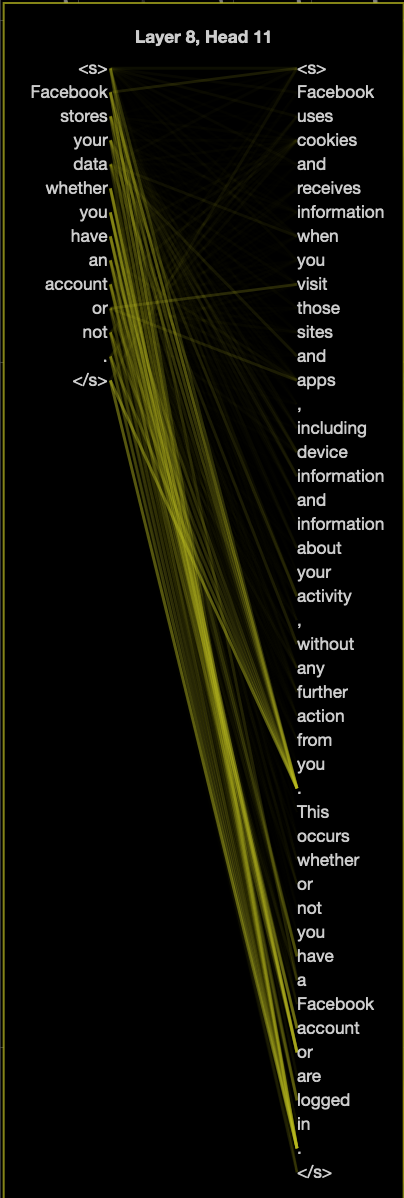 Layer 8, Head 11
<s> <s>
Facebook Facebook
stores uses
your cookies
data and
whether receives
you information
have when
an you
account visit
or those
not sites
. and
</s> apps
,
including
device
information
and
information
about
your
activity
,
without
any
further
action
from
you
.
This
occurs
whether
or
not
you
have
a
Facebook
account
or
are
logged
in
.
</s>